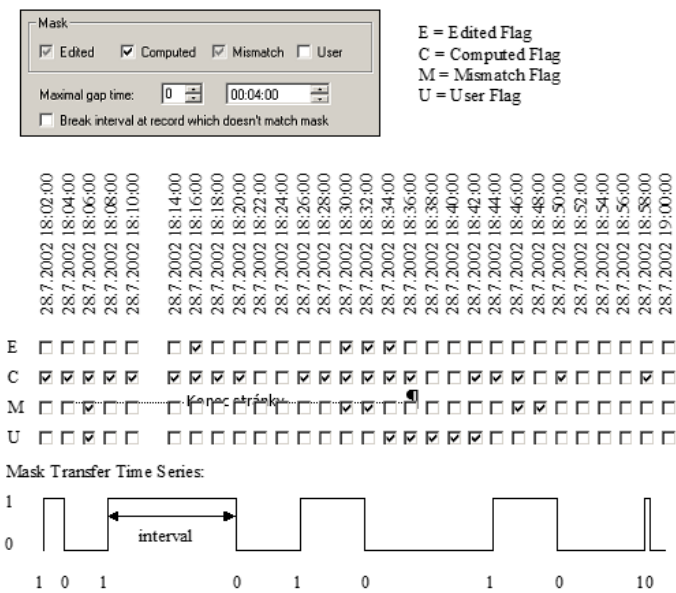 Mask
Edited Computed Mismatch User
Maximal gap time: 0 00:04:00
Break interval at record which doesn't match mask
E = Edited Flag
C = Computed Flag
M = Mismatch Flag
U = User Flag
28.7.2002 18:02:00
28.7.2002 18:04:00
28.7.2002 18:06:00
28.7.2002 18:08:00
28.7.2002 18:10:00
28.7.2002 18:14:00
28.7.2002 18:16:00
28.7.2002 18:18:00
28.7.2002 18:20:00
28.7.2002 18:22:00
28.7.2002 18:24:00
28.7.2002 18:26:00
28.7.2002 18:28:00
28.7.2002 18:30:00
28.7.2002 18:32:00
28.7.2002 18:34:00
28.7.2002 18:36:00
28.7.2002 18:38:00
28.7.2002 18:40:00
28.7.2002 18:42:00
28.7.2002 18:44:00
28.7.2002 18:46:00
28.7.2002 18:48:00
28.7.2002 18:50:00
28.7.2002 18:52:00
28.7.2002 18:54:00
28.7.2002 18:56:00
28.7.2002 18:58:00
28.7.2002 19:00:00
E
C
Konec stránky
M
U
Mask Transfer Time Series:
1
interval
0
1 0 1 0 1 0 1 0 10